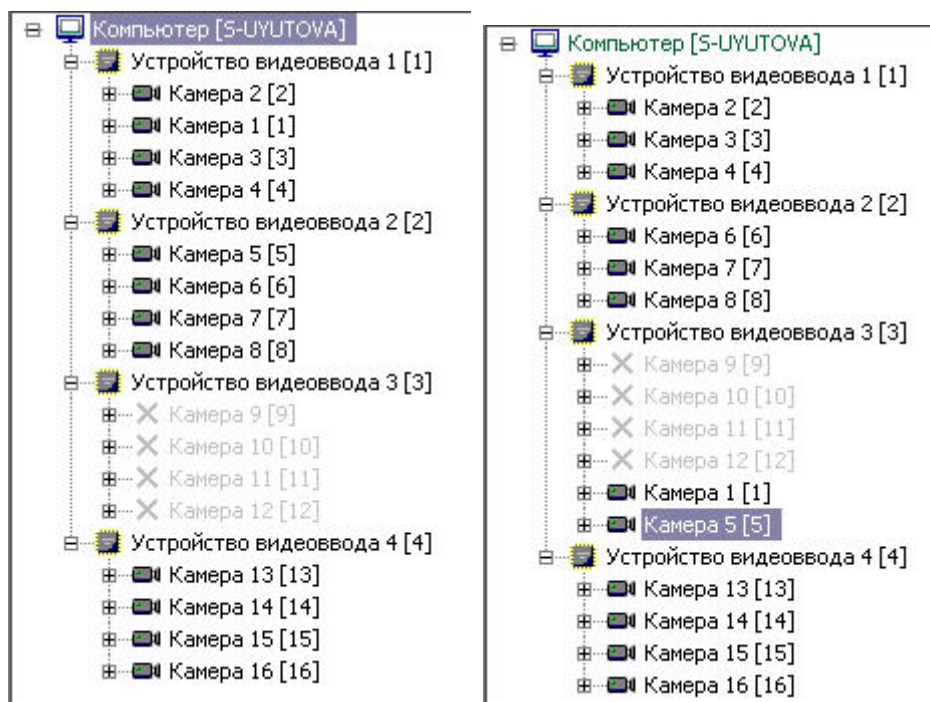 Компьютер [S-UYUTOVA]
Устройство видеоввода 1 [1]
Камера 2 [2]
Камера 1 [1]
Камера 3 [3]
Камера 4 [4]
Устройство видеоввода 2 [2]
Камера 5 [5]
Камера 6 [6]
Камера 7 [7]
Камера 8 [8]
Устройство видеоввода 3 [3]
Камера 9 [9]
Камера 10 [10]
Камера 11 [11]
Камера 12 [12]
Устройство видеоввода 4 [4]
Камера 13 [13]
Камера 14 [14]
Камера 15 [15]
Камера 16 [16]
Компьютер [S-UYUTOVA]
Устройство видеоввода 1 [1]
Камера 2 [2]
Камера 3 [3]
Камера 4 [4]
Устройство видеоввода 2 [2]
Камера 6 [6]
Камера 7 [7]
Камера 8 [8]
Устройство видеоввода 3 [3]
Камера 9 [9]
Камера 10 [10]
Камера 11 [11]
Камера 12 [12]
Камера 1 [1]
Камера 5 [5]
Устройство видеоввода 4 [4]
Камера 13 [13]
Камера 14 [14]
Камера 15 [15]
Камера 16 [16]